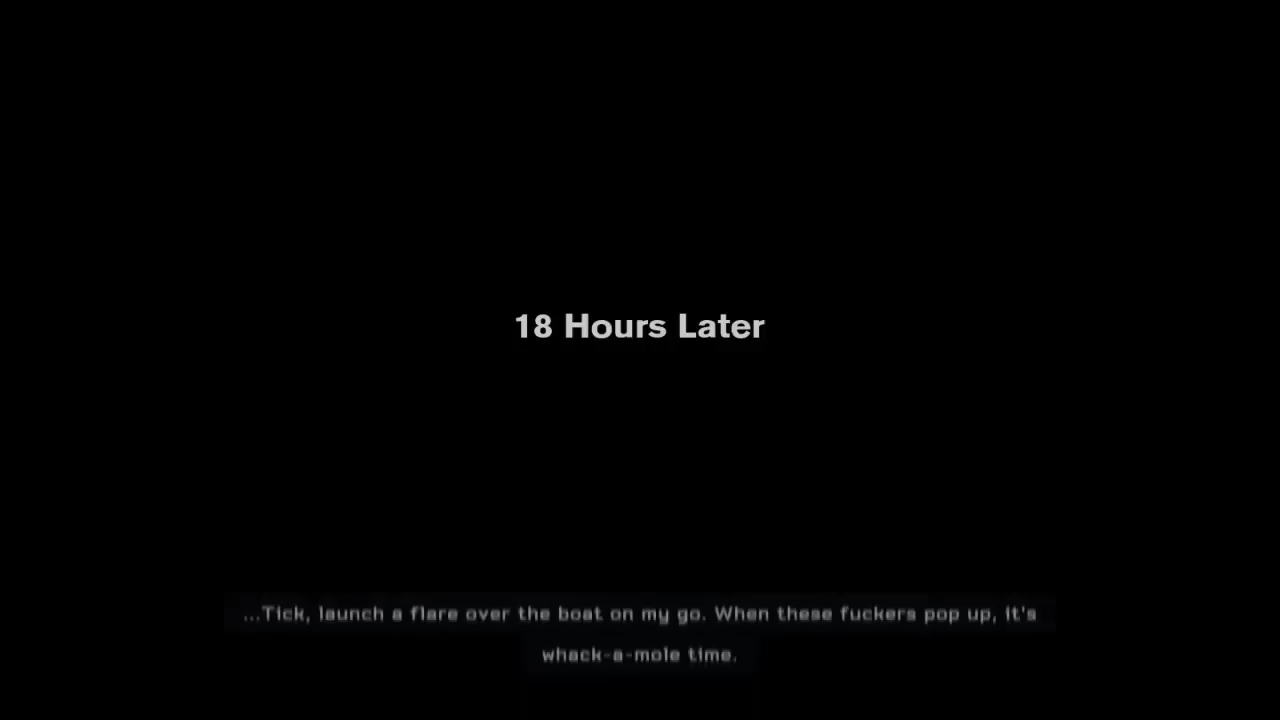 18 Hours Later
...Tick, launch a flare over the boat on my go. When these fuckers pop up, it's
whack-a-mole time.